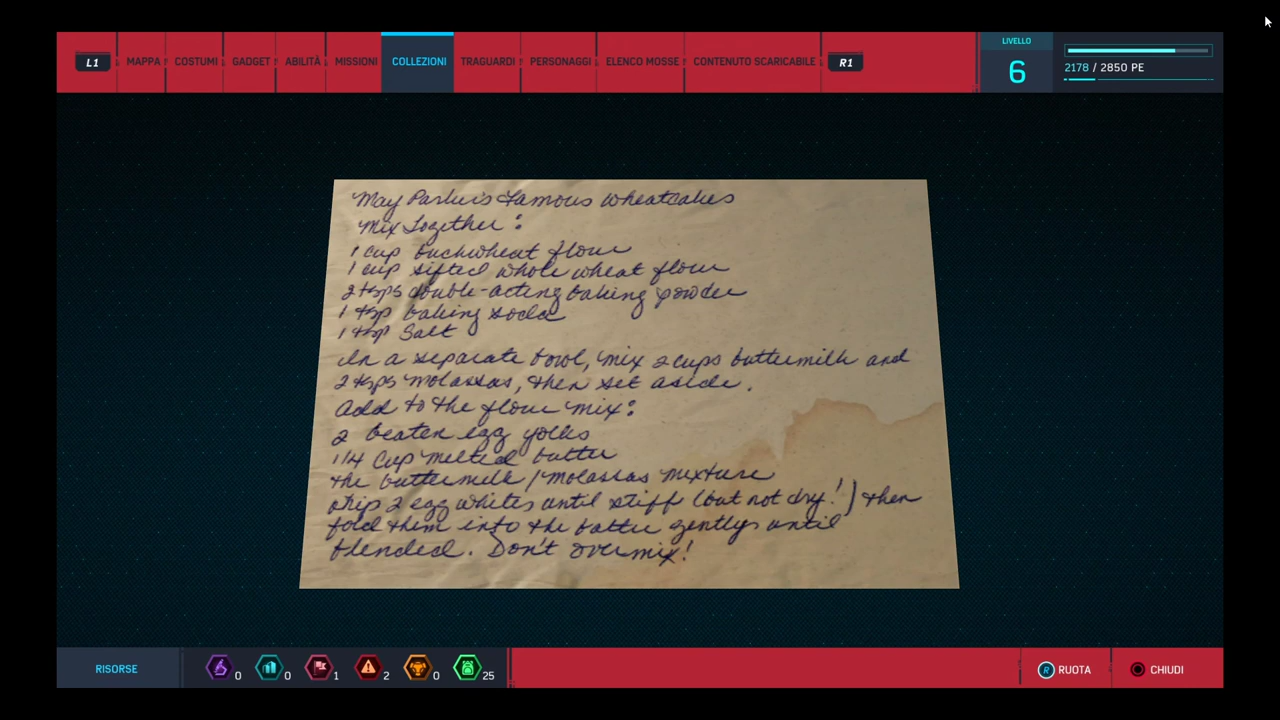 L1 MAPPA COSTUMI GADGET ABILITÀ MISSIONI COLLEZIONI TRAGUARDI PERSONAGGI ELENCO MOSSE CONTENUTO SCARICABILE R1
LIVELLO
6
2178 / 2850 PE
May Parker's Famous Wheatcakes
Mix Together:
1 cup buckwheat flour
1 cup sifted whole wheat flour
2 tsps double-acting baking powder
1 tsp baking soda
1 tsp Salt
In a separate bowl, mix 2 cups buttermilk and
2 tsps molassas, then set aside.
Add to the flour mix:
2 beaten egg yolks
1/4 Cup melted butter
the buttermilk/molassas mixture
whip 2 egg whites until stiff (but not dry!) then
fold them into the batter gently until
blended. Don't overmix!
RISORSE 0 0 1 2 0 25
R RUOTA CHIUDI